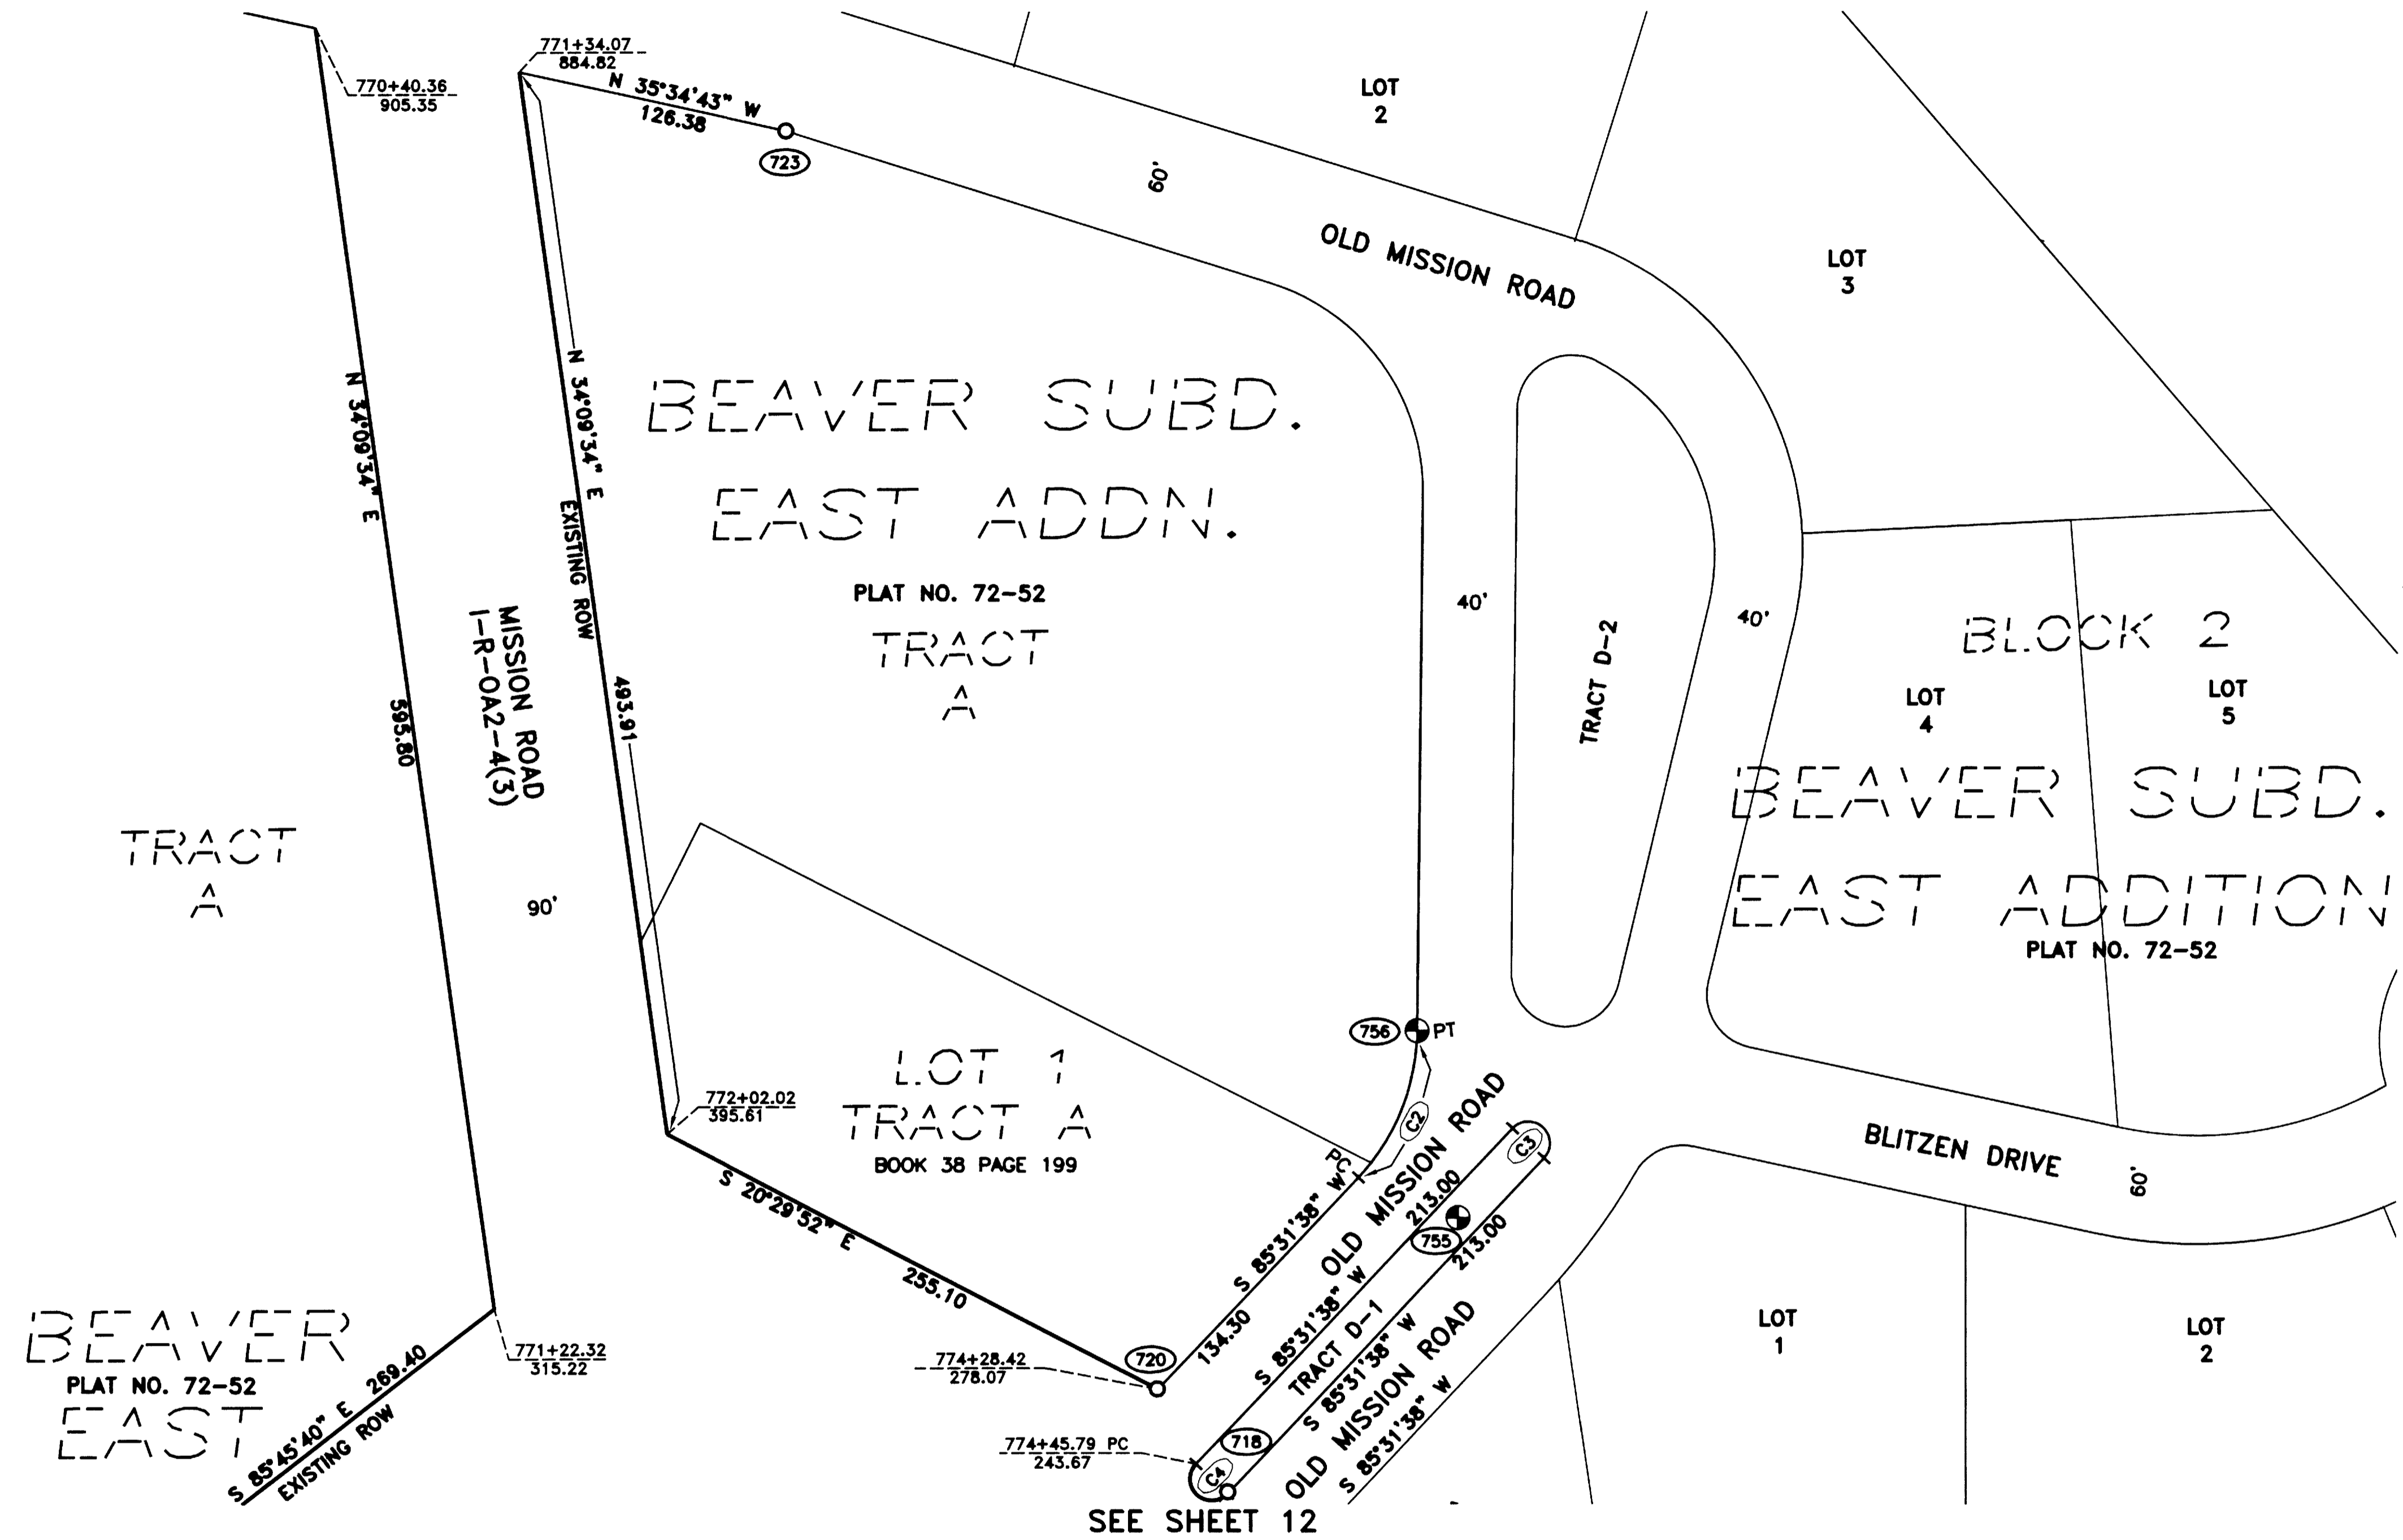 771+34.07
884.82
770+40.36
905.35
N 35°34'43" W
126.38
723
LOT
2
60'
OLD MISSION ROAD
LOT
3
N 34°09'34" E
595.80
N 34°09'34" E
EXISTING ROW
493.91
MISSION ROAD
I-R-OA2-4(3)
90'
BEAVER SUBD.
EAST ADDN.
PLAT NO. 72-52
TRACT
A
40'
TRACT D-2
40'
BLOCK 2
LOT
4
LOT
5
BEAVER SUBD.
EAST ADDITION
PLAT NO. 72-52
TRACT
A
756
PT
LOT 1
TRACT A
BOOK 38 PAGE 199
772+02.02
395.61
S 20°29'52" E
255.10
C2
PC
S 85°31'38" W
134.30
OLD MISSION ROAD
213.00
S 85°31'38" W
C3
755
213.00
TRACT D-1
S 85°31'38" W
OLD MISSION ROAD
S 85°31'38" W
BLITZEN DRIVE
60'
LOT
1
LOT
2
BEAVER
PLAT NO. 72-52
EAST
S 85°45'40" E 269.40
EXISTING ROW
771+22.32
315.22
774+28.42
278.07
720
718
774+45.79 PC
243.67
C4
SEE SHEET 12